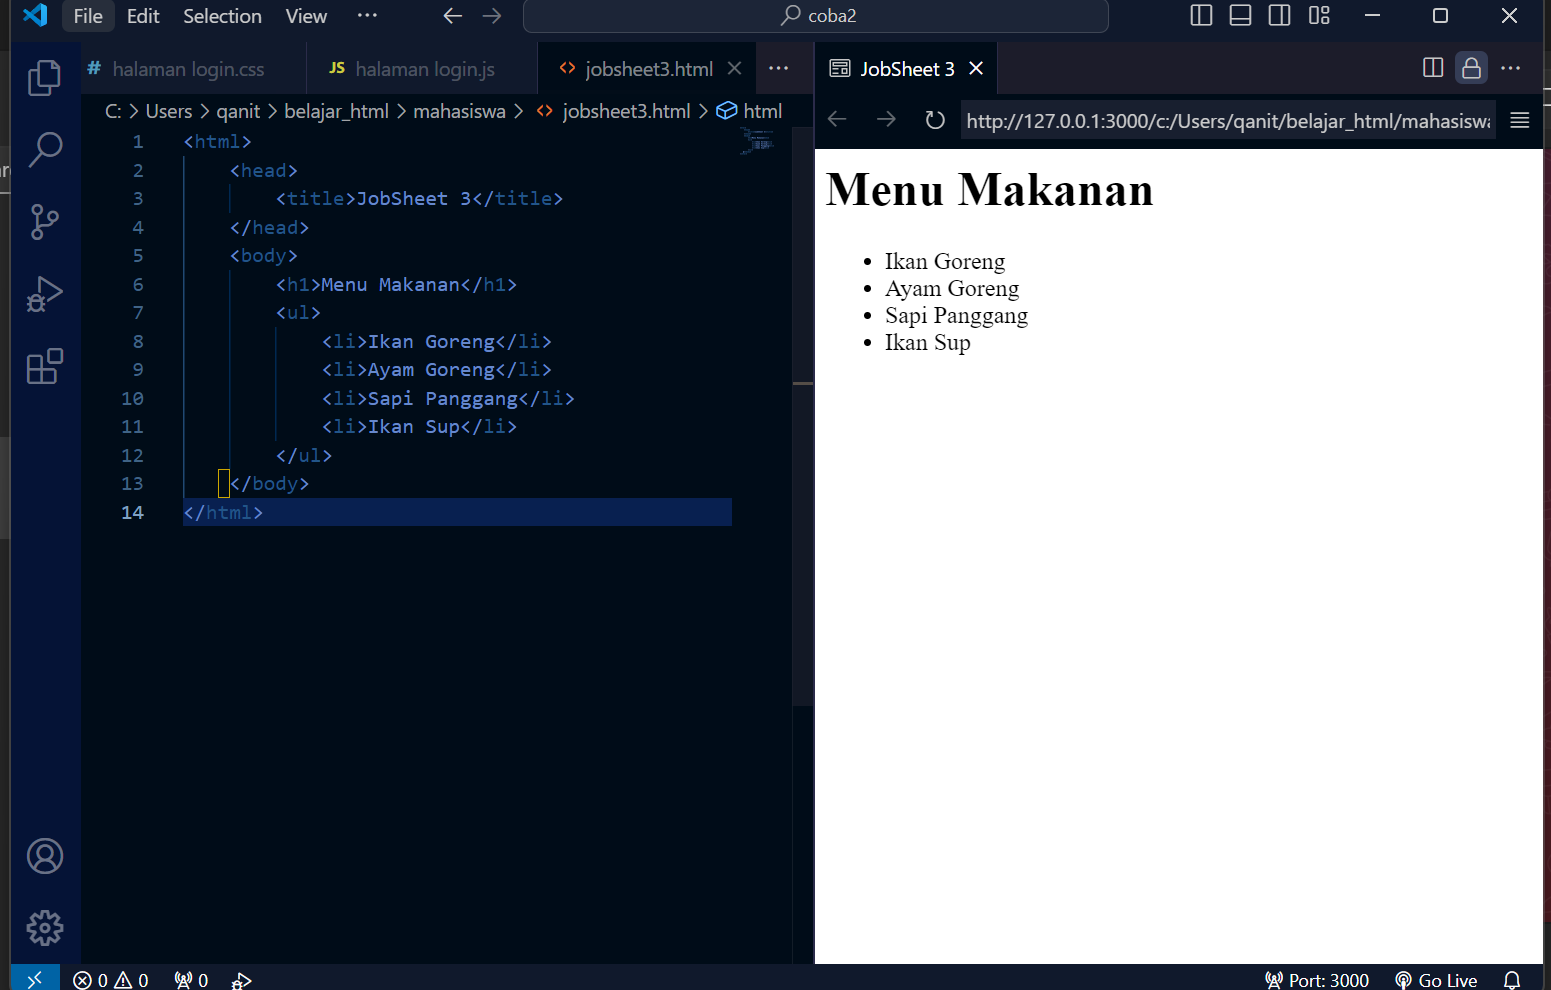 File Edit Selection View ··· coba2
# halaman login.css JS halaman login.js <> jobsheet3.html ··· JobSheet 3 ···
C: > Users > qanit > belajar_html > mahasiswa > <> jobsheet3.html > html
http://127.0.0.1:3000/c:/Users/qanit/belajar_html/mahasiswa
1 <html>
2 <head>
3 <title>JobSheet 3</title>
4 </head>
5 <body>
6 <h1>Menu Makanan</h1>
7 <ul>
8 <li>Ikan Goreng</li>
9 <li>Ayam Goreng</li>
10 <li>Sapi Panggang</li>
11 <li>Ikan Sup</li>
12 </ul>
13 </body>
14 </html>
Menu Makanan
• Ikan Goreng
• Ayam Goreng
• Sapi Panggang
• Ikan Sup
0 0 0 Port: 3000 Go Live